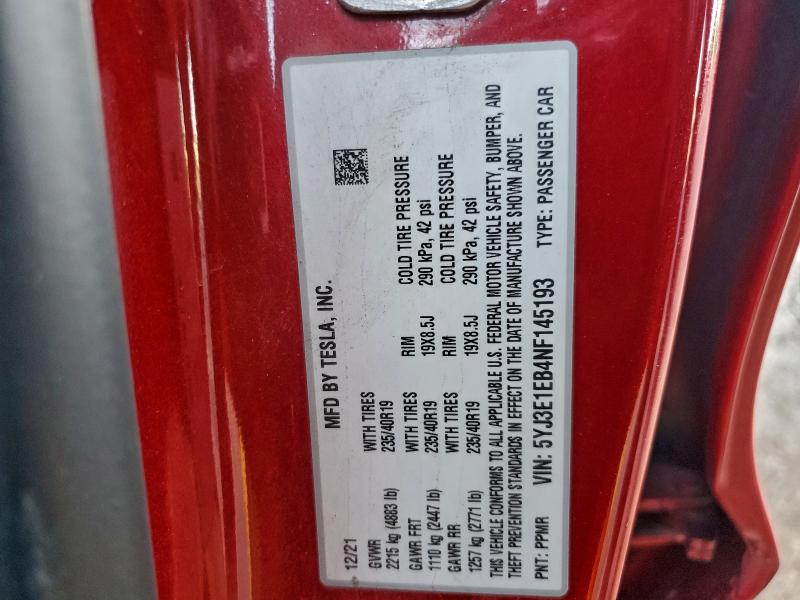 MFD BY TESLA, INC.
12/21
GVWR WITH TIRES
2215 kg (4883 lb) 235/40R19
GAWR FRT WITH TIRES RIM COLD TIRE PRESSURE
1110 kg (2447 lb) 235/40R19 19X8.5J 290 kPa, 42 psi
GAWR RR WITH TIRES RIM COLD TIRE PRESSURE
1257 kg (2771 lb) 235/40R19 19X8.5J 290 kPa, 42 psi
THIS VEHICLE CONFORMS TO ALL APPLICABLE U.S. FEDERAL MOTOR VEHICLE SAFETY, BUMPER, AND
THEFT PREVENTION STANDARDS IN EFFECT ON THE DATE OF MANUFACTURE SHOWN ABOVE.
PNT: PPMR VIN: 5YJ3E1EB4NF145193 TYPE: PASSENGER CAR